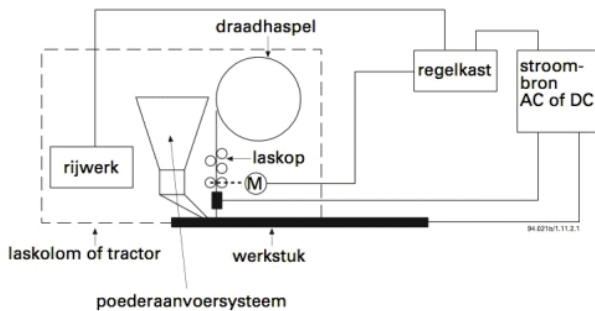 draadhaspel
regelkast
stroom-
bron
AC of DC
laskop
rijwerk
M
94.021b/1.11.2.1
laskolom of tractor
werkstuk
poederaanvoersysteem